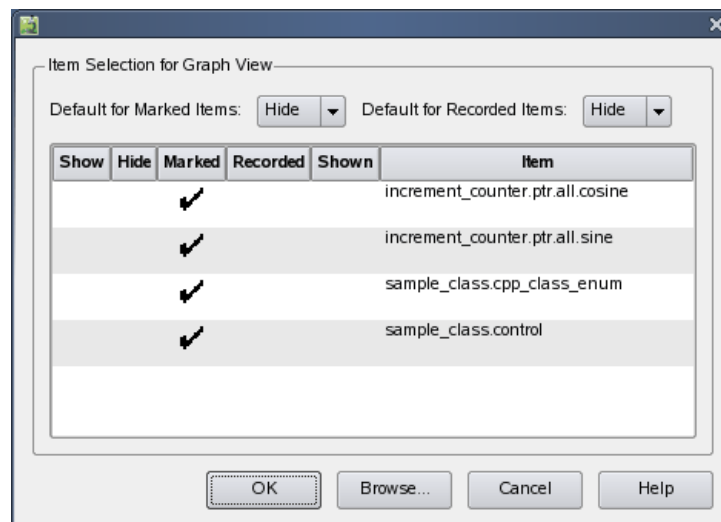 Item Selection for Graph View
Default for Marked Items: Hide Default for Recorded Items: Hide
Show Hide Marked Recorded Shown Item
increment_counter.ptr.all.cosine
increment_counter.ptr.all.sine
sample_class.cpp_class_enum
sample_class.control
OK Browse... Cancel Help